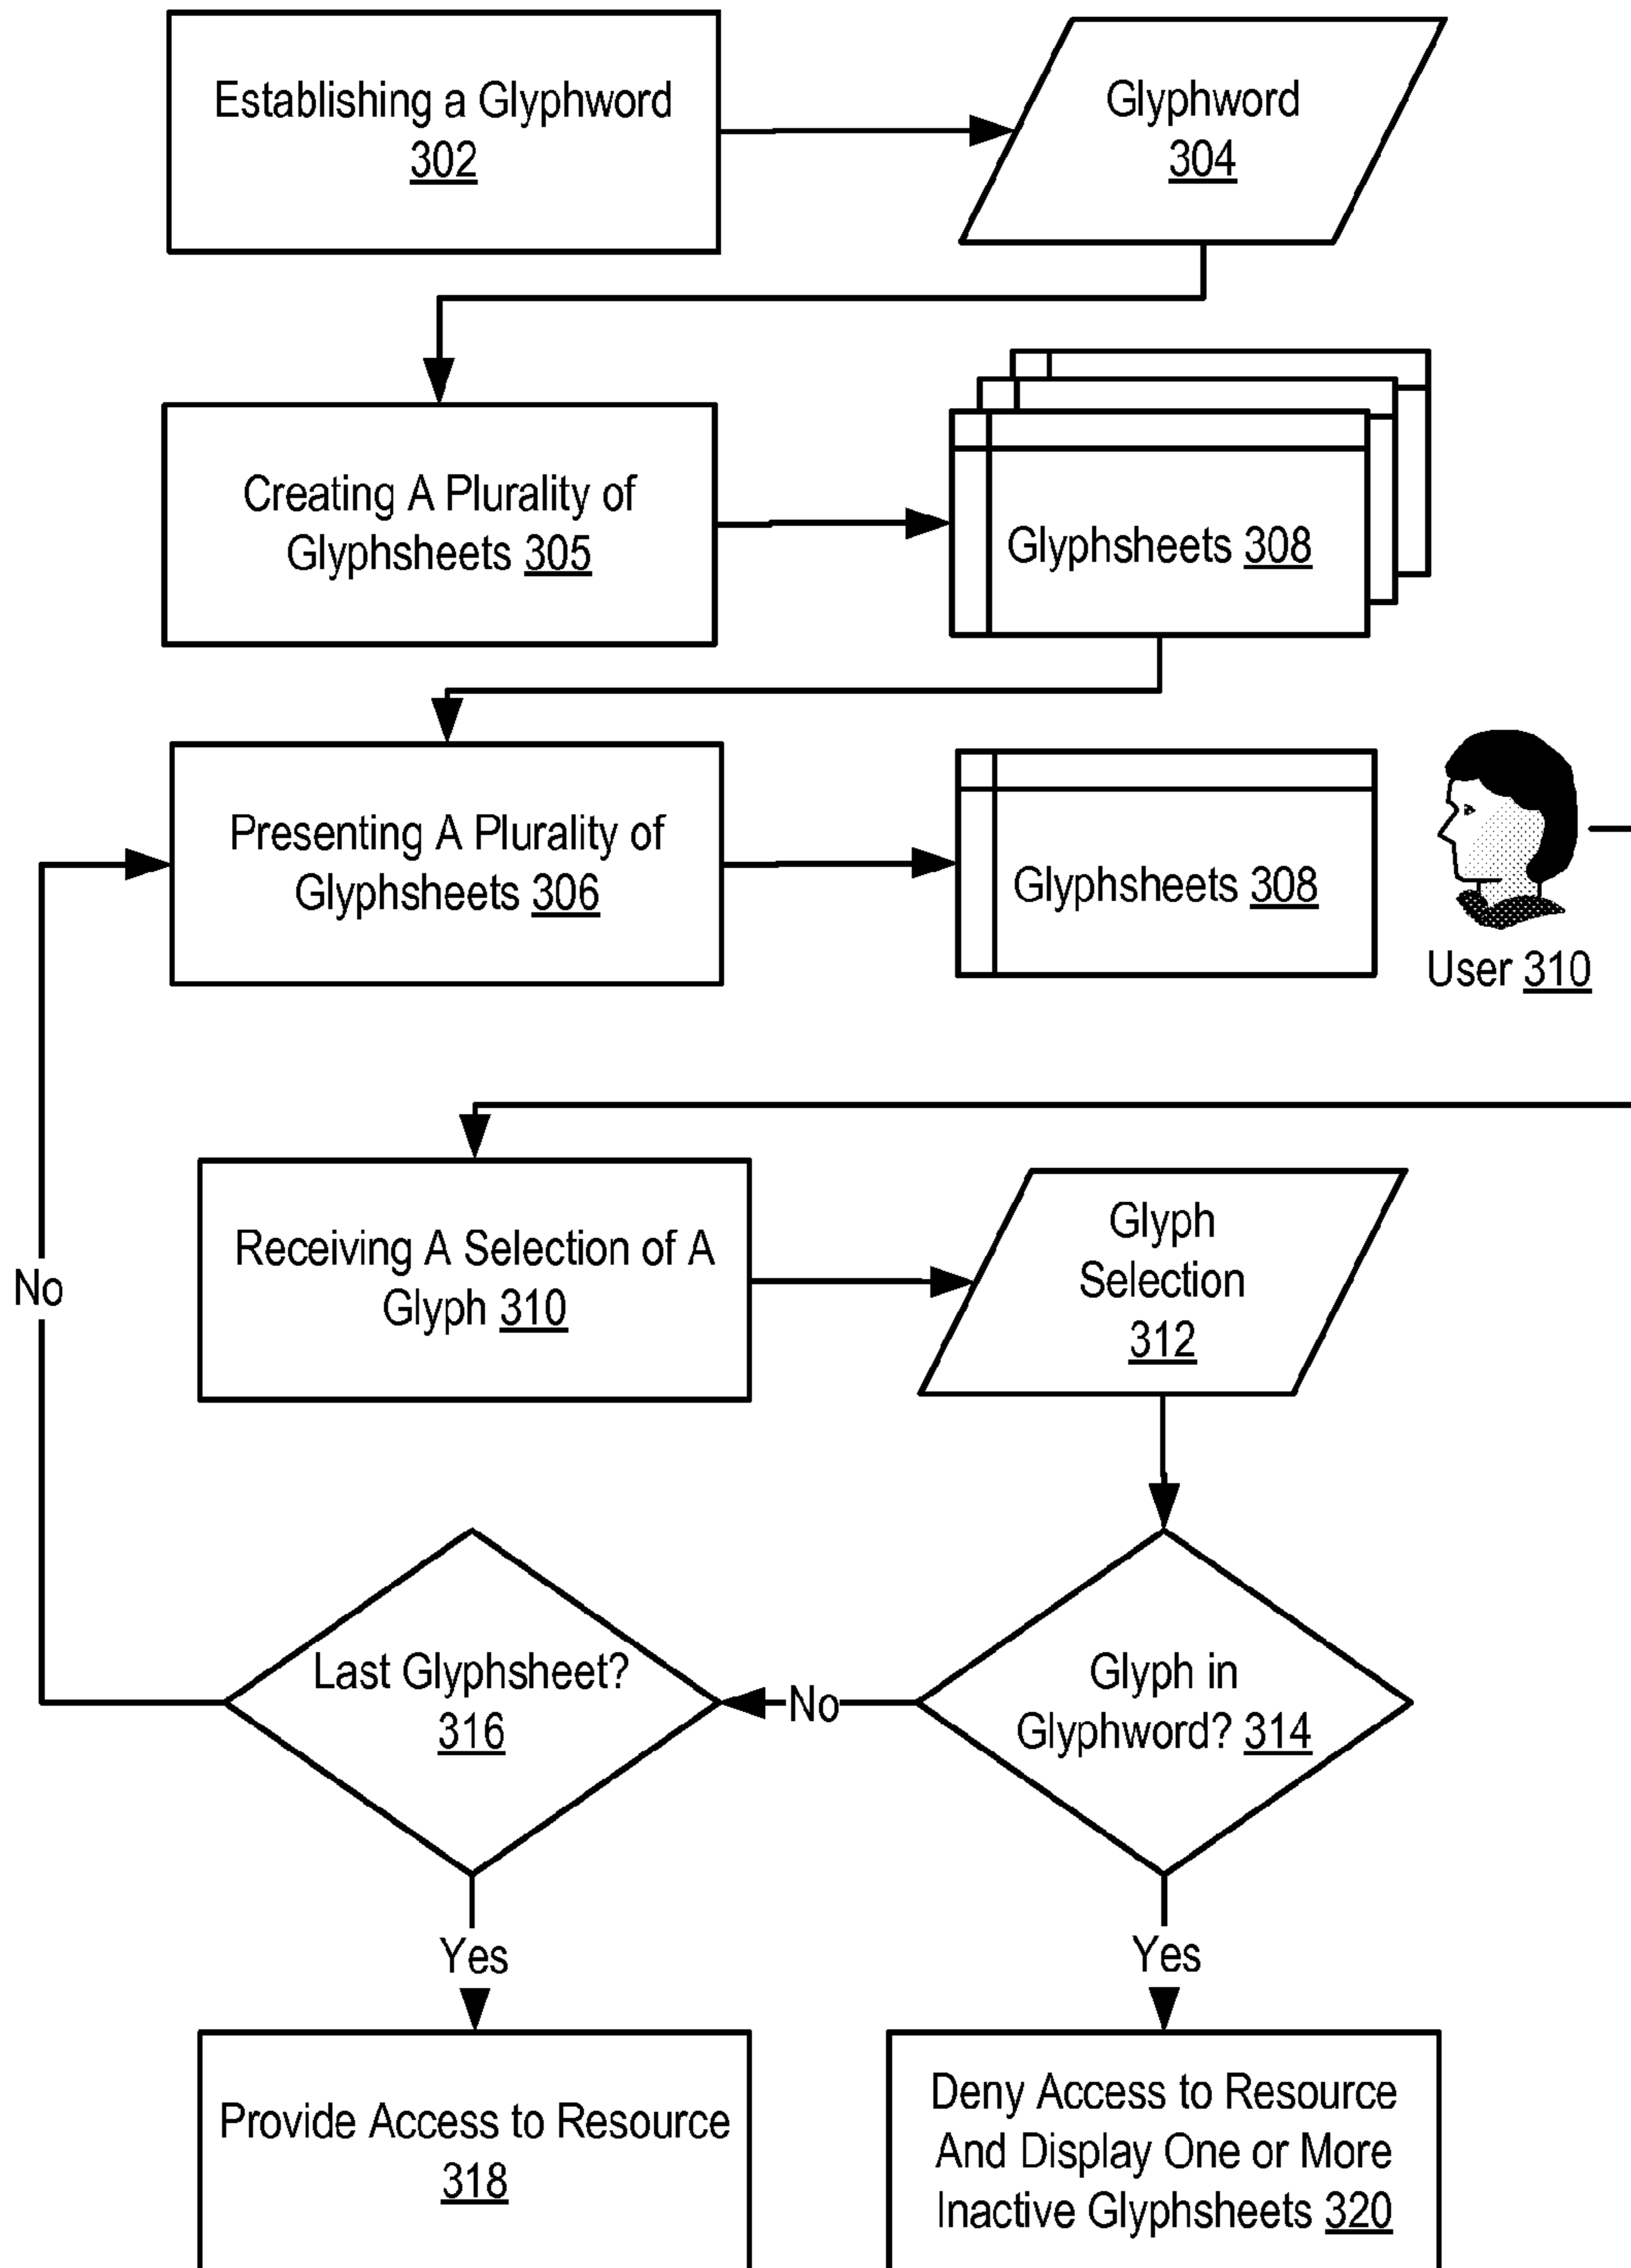 Establishing a Glyphword
302
Glyphword
304
Creating A Plurality of
Glyphsheets 305
Glyphsheets 308
Presenting A Plurality of
Glyphsheets 306
Glyphsheets 308
User 310
Receiving A Selection of A
Glyph 310
Glyph
Selection
312
No
Last Glyphsheet?
316
No
Glyph in
Glyphword? 314
Yes
Yes
Provide Access to Resource
318
Deny Access to Resource
And Display One or More
Inactive Glyphsheets 320